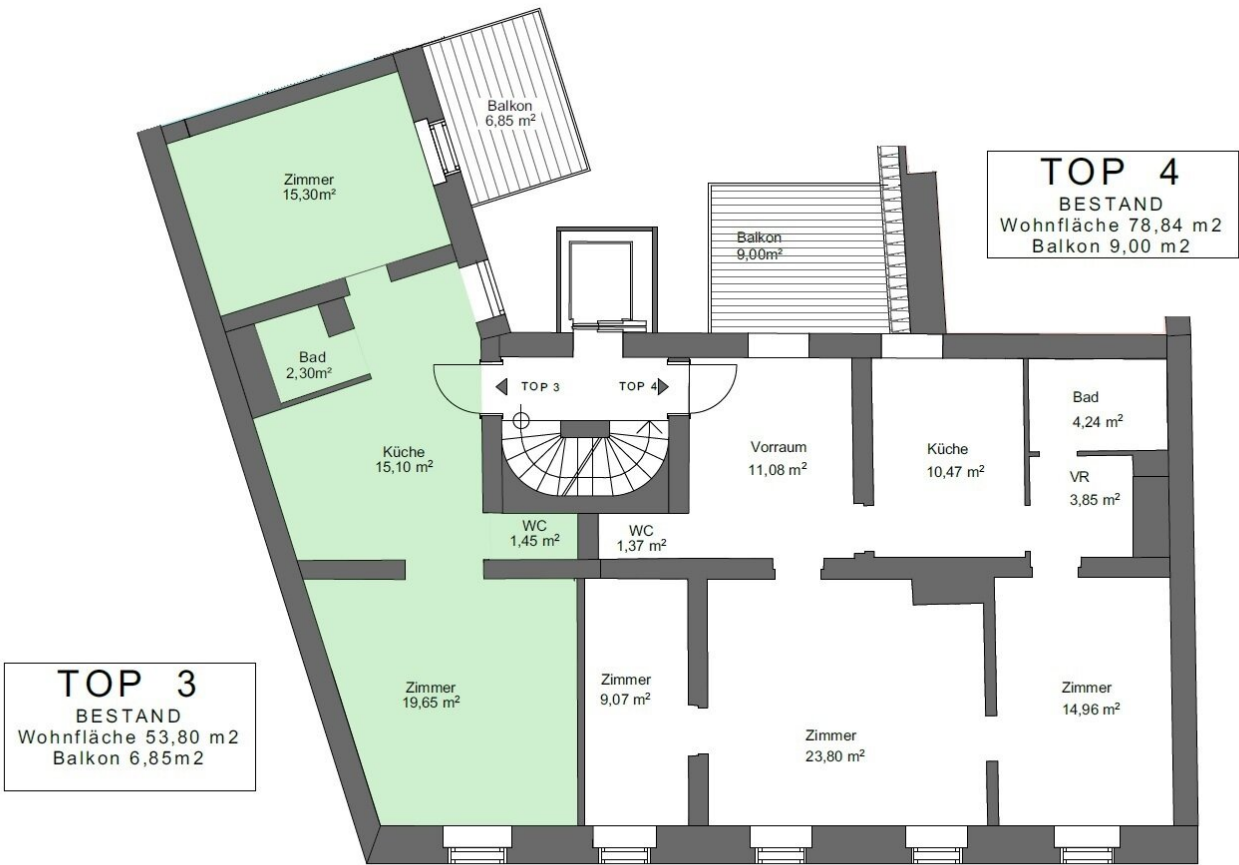 Balkon
6,85 m²
Zimmer
15,30m²
TOP 4
BESTAND
Wohnfläche 78,84 m2
Balkon 9,00 m2
Balkon
9,00m²
Bad
2,30m²
TOP 3
TOP 4
Bad
4,24 m²
Küche
15,10 m²
Vorraum
11,08 m²
Küche
10,47 m²
VR
3,85 m²
WC
1,45 m²
WC
1,37 m²
TOP 3
BESTAND
Wohnfläche 53,80 m2
Balkon 6,85m2
Zimmer
19,65 m²
Zimmer
9,07 m²
Zimmer
23,80 m²
Zimmer
14,96 m²